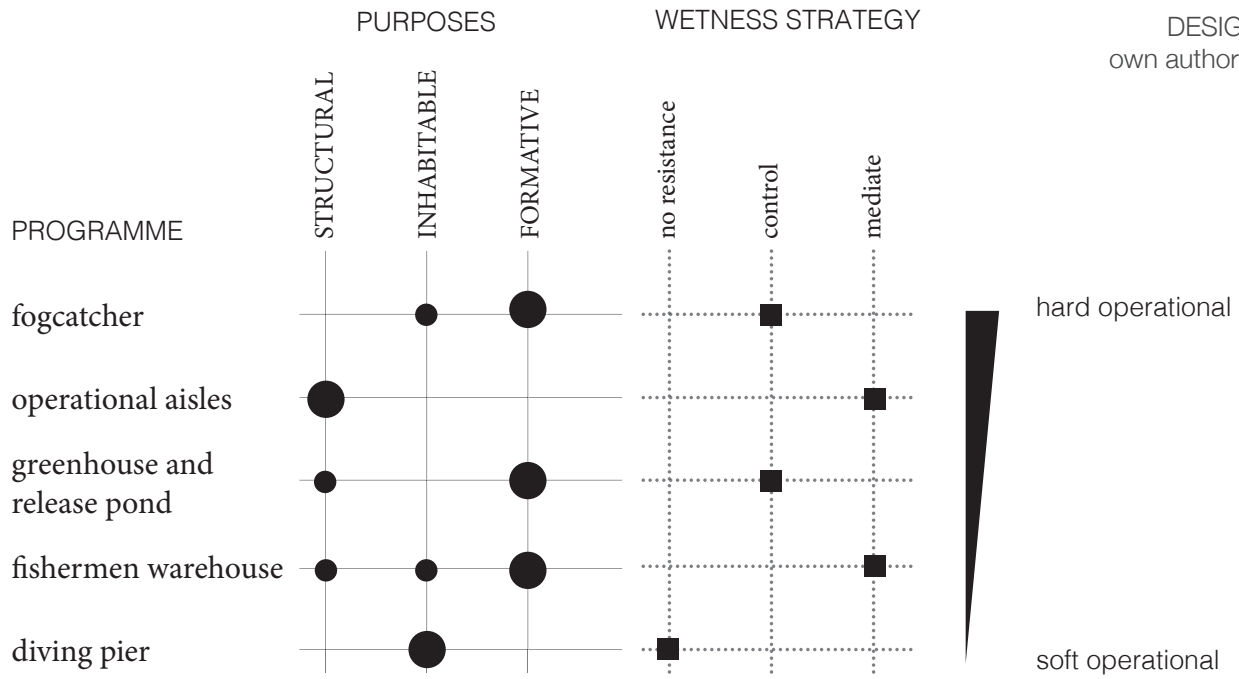 PURPOSES
WETNESS STRATEGY
DESIG
own author
STRUCTURAL
INHABITABLE
FORMATIVE
no resistance
control
mediate
PROGRAMME
fogcatcher
hard operational
operational aisles
greenhouse and
release pond
fishermen warehouse
diving pier
soft operational